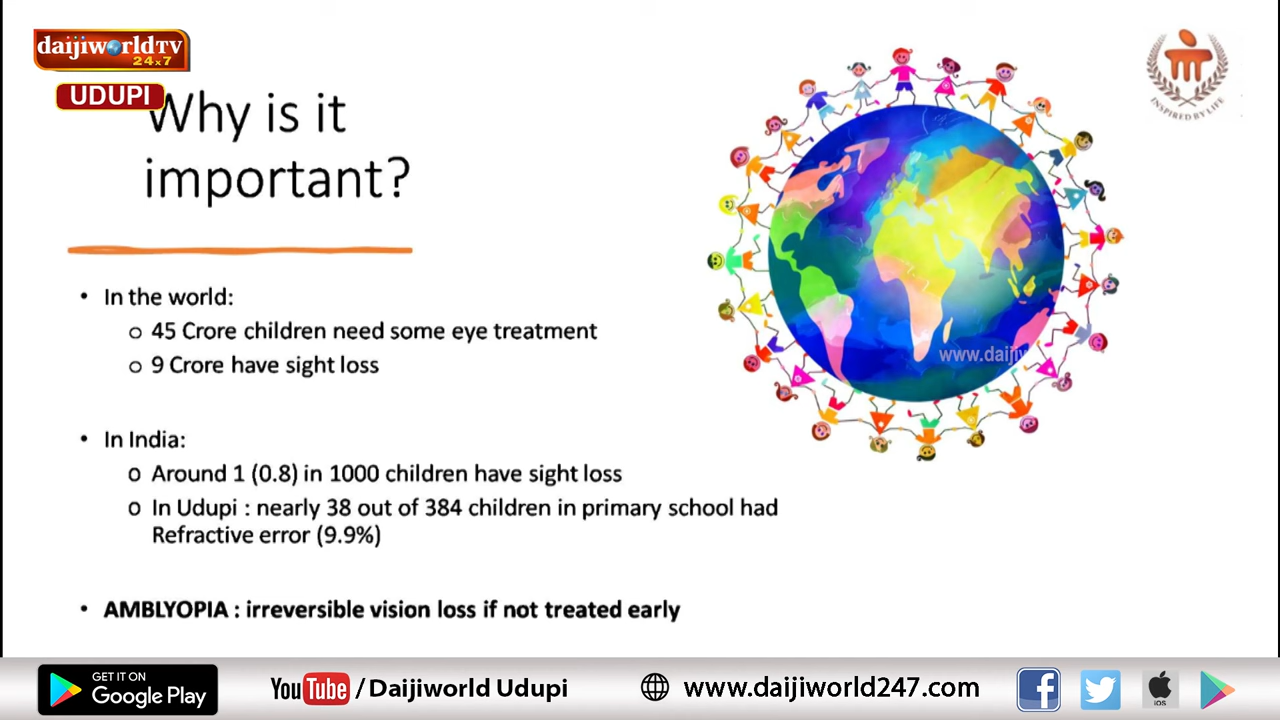 daijiworldTV
24x7
UDUPI
Why is it
important?
INSPIRED BY LIFE
• In the world:
o 45 Crore children need some eye treatment
o 9 Crore have sight loss
www.daijiw
• In India:
o Around 1 (0.8) in 1000 children have sight loss
o In Udupi : nearly 38 out of 384 children in primary school had
Refractive error (9.9%)
• AMBLYOPIA : irreversible vision loss if not treated early
GET IT ON
Google Play
YouTube /Daijiworld Udupi
www.daijiworld247.com
iOS